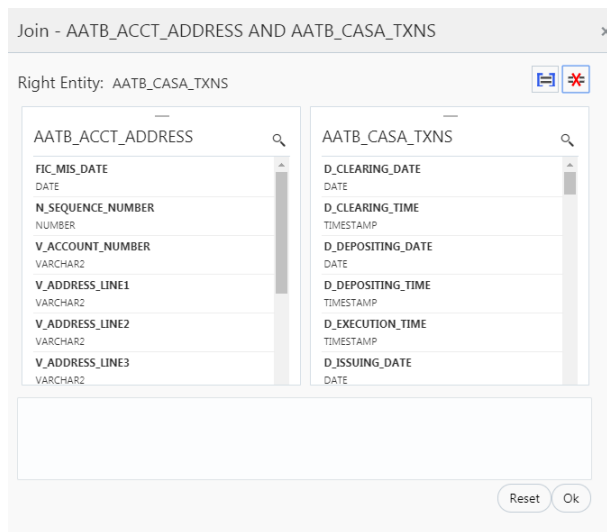 Join - AATB_ACCT_ADDRESS AND AATB_CASA_TXNS
Right Entity: AATB_CASA_TXNS
AATB_ACCT_ADDRESS
FIC_MIS_DATE
DATE
N_SEQUENCE_NUMBER
NUMBER
V_ACCOUNT_NUMBER
VARCHAR2
V_ADDRESS_LINE1
VARCHAR2
V_ADDRESS_LINE2
VARCHAR2
V_ADDRESS_LINE3
VARCHAR2
AATB_CASA_TXNS
D_CLEARING_DATE
DATE
D_CLEARING_TIME
TIMESTAMP
D_DEPOSITING_DATE
DATE
D_DEPOSITING_TIME
TIMESTAMP
D_EXECUTION_TIME
TIMESTAMP
D_ISSUING_DATE
DATE
Reset Ok